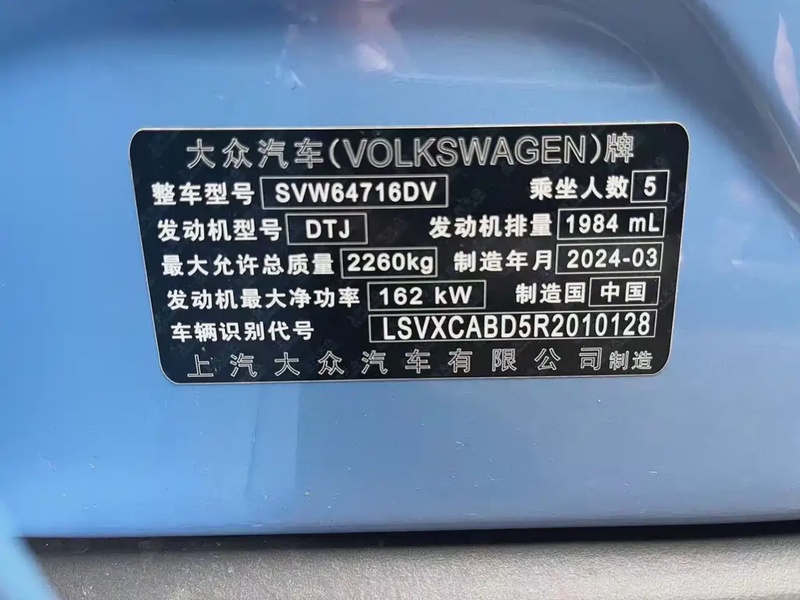 大众汽车(VOLKSWAGEN)牌
整车型号 SVW64716DV 乘坐人数 5
发动机型号 DTJ 发动机排量 1984 mL
最大允许总质量 2260kg 制造年月 2024-03
发动机最大净功率 162 kW 制造国 中国
车辆识别代号 LSVXCABD5R2010128
上汽大众汽车有限公司制造